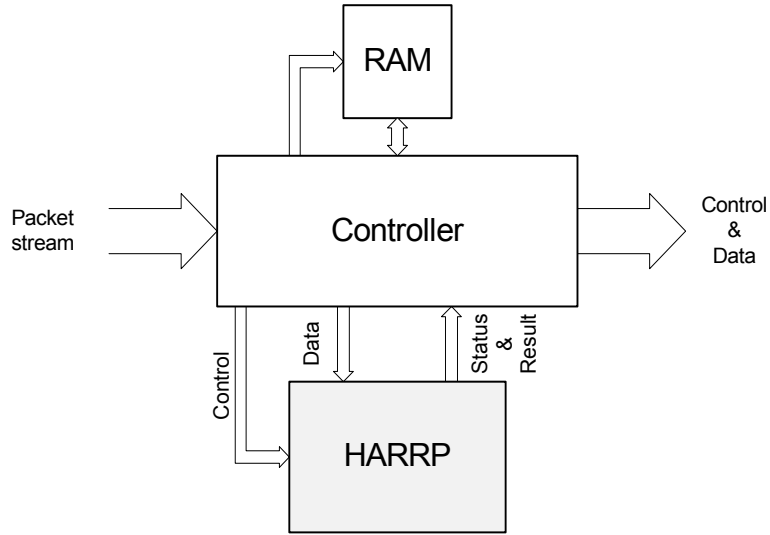 RAM
Packet
stream
Controller
Control
&
Data
Control
Data
Status
&
Result
HARRP